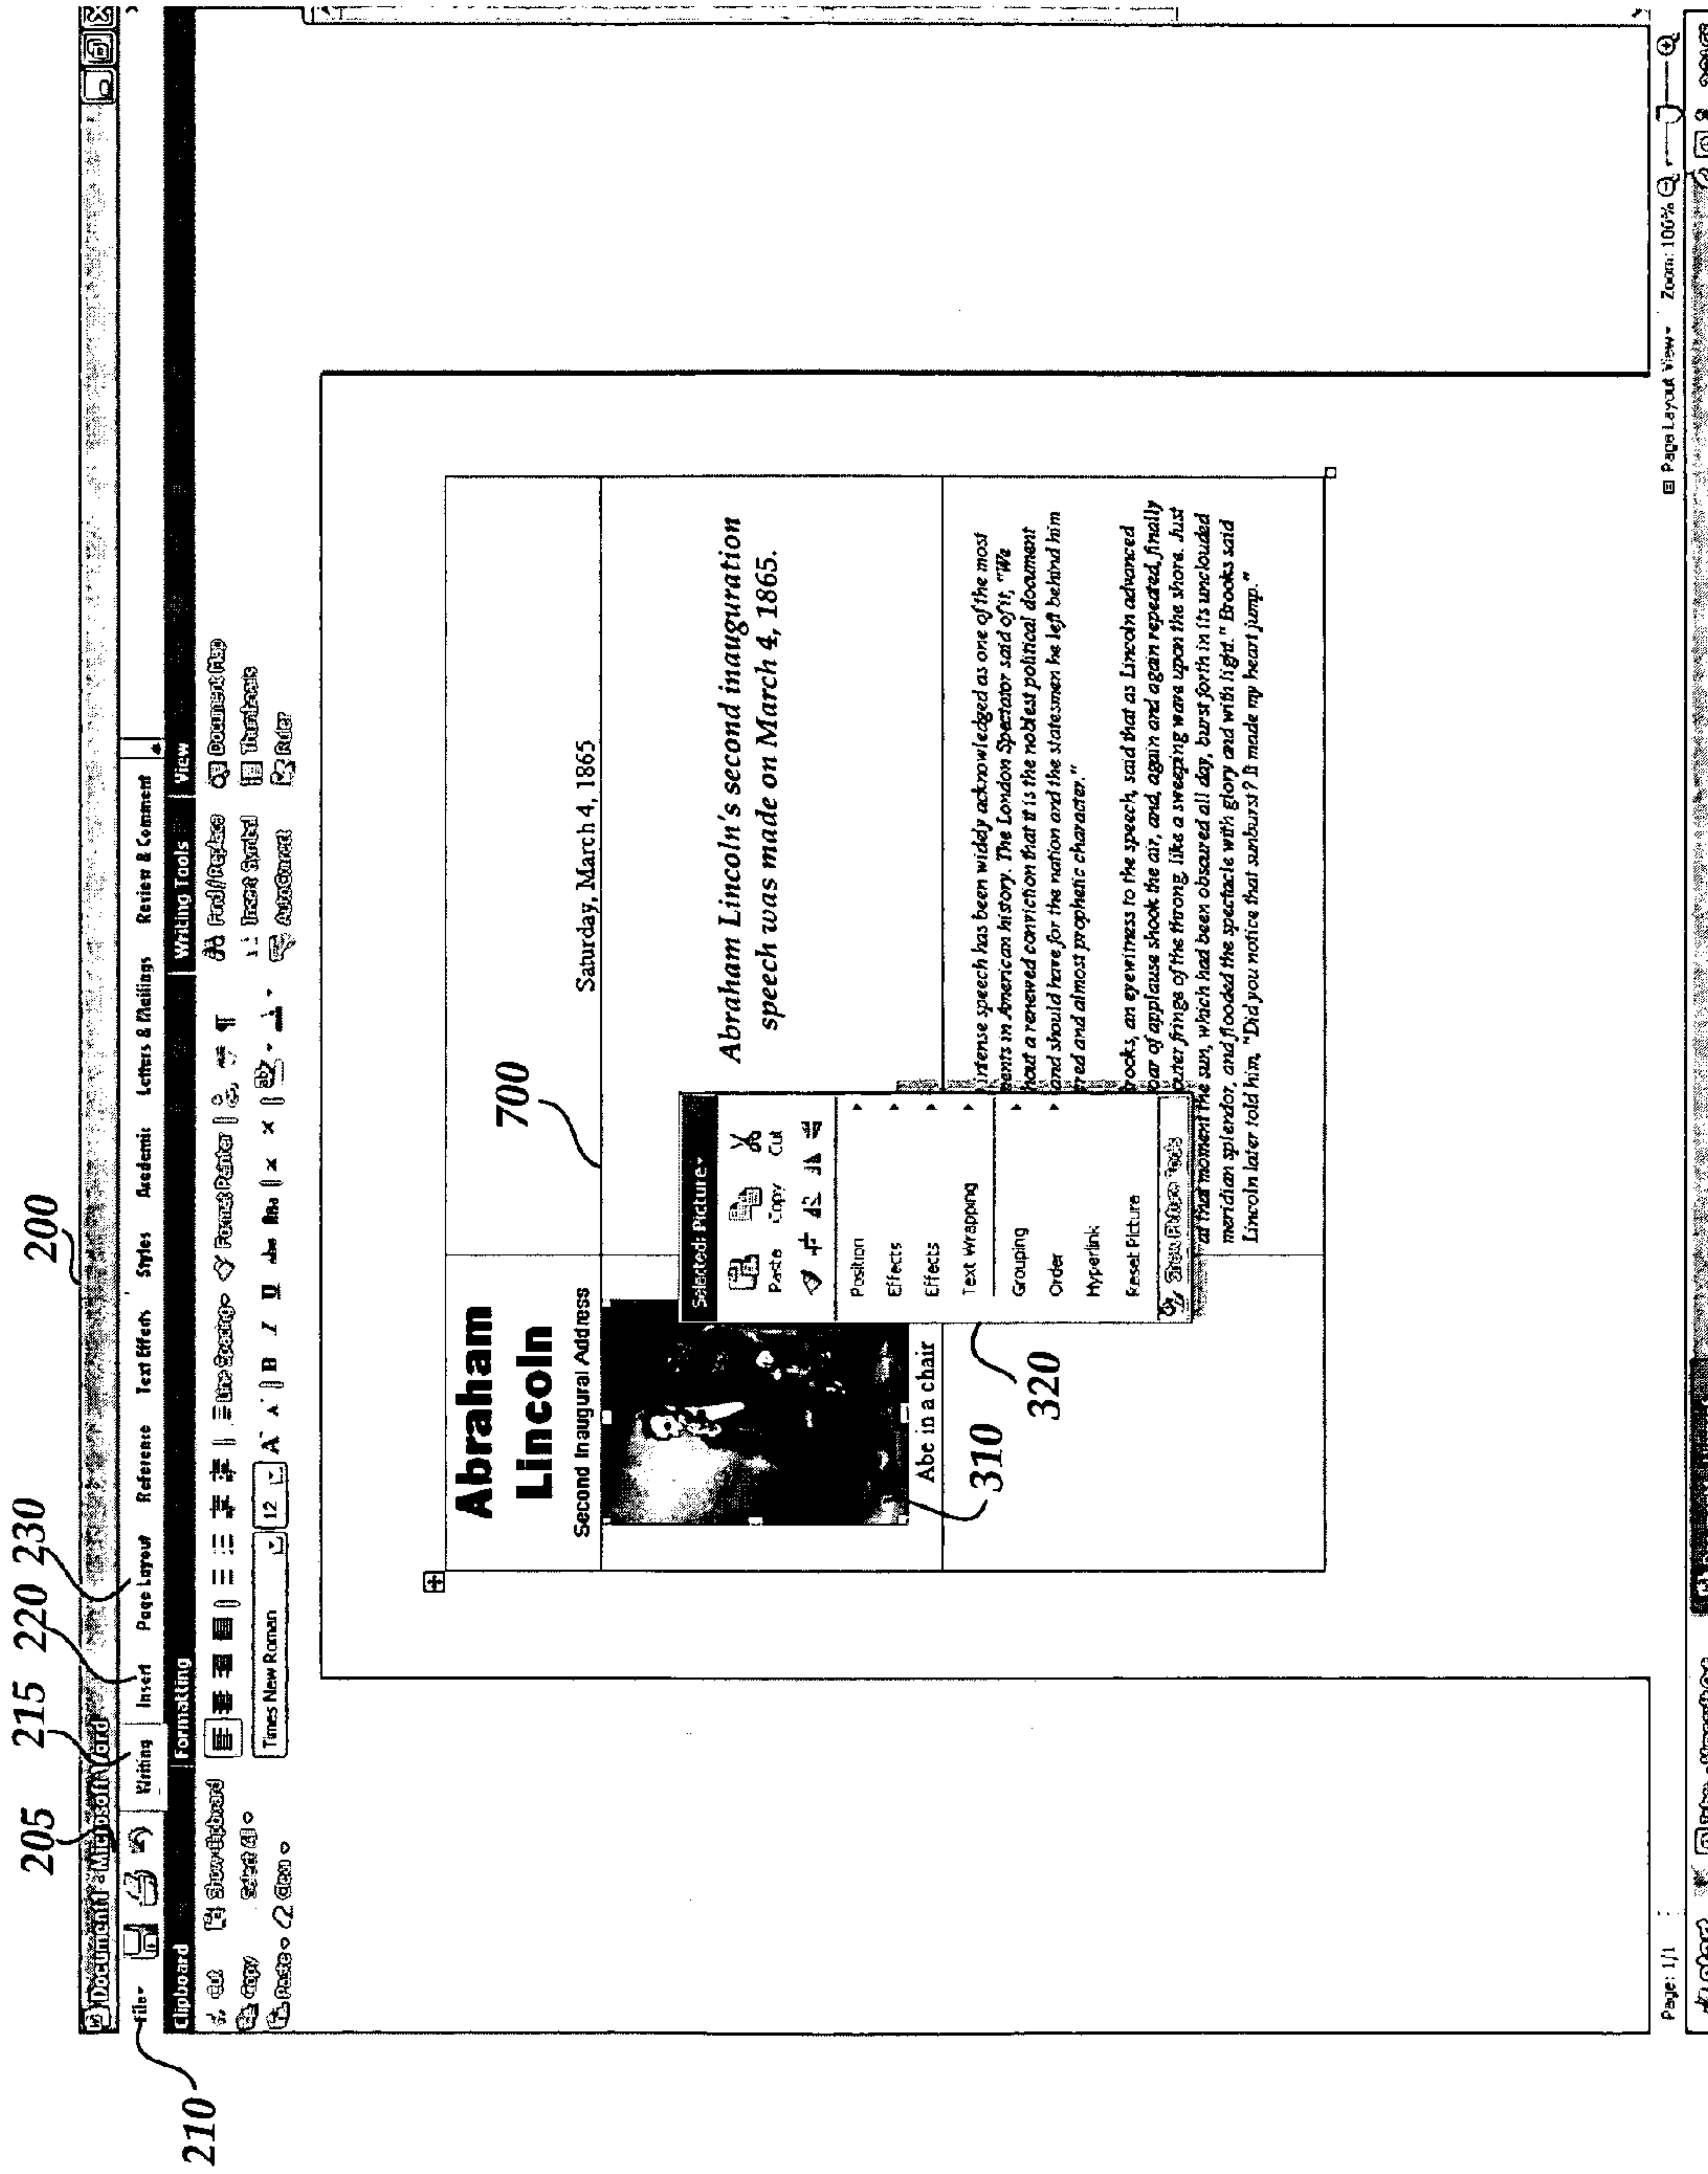 200
205 215 220 230
Document1 - Microsoft Word
File Writing Insert Page Layout Reference Text Effects Styles Academic Letters & Mailings Review & Comment
210
Clipboard Formatting Writing Tools View
Cut Show Clipboard Line Spacing Format Painter Find/Replace Document Map
Copy Select All Times New Roman 12 A A B I U abc Insert Symbol Thumbnails
Paste Clear AutoCorrect Ruler
700
Abraham
Lincoln
Second Inaugural Address
Saturday, March 4, 1865
Abraham Lincoln's second inauguration
speech was made on March 4, 1865.
Selected: Picture
Paste Copy Cut
Position
Effects
Effects
Text Wrapping
Grouping
Order
Hyperlink
Reset Picture
Abe in a chair
310
320
intense speech has been widely acknowledged as one of the most
ents in American history. The London Spectator said of it, "We
hout a renewed conviction that it is the noblest political document
and should have for the nation and the statesmen he left behind him
red and almost prophetic character."
rooks, an eyewitness to the speech, said that as Lincoln advanced
oar of applause shook the air, and, again and again repeated, finally
outer fringe of the throng, like a sweeping wave upon the shore. Just
at that moment the sun, which had been obscured all day, burst forth in its unclouded
meridian splendor, and flooded the spectacle with glory and with light." Brooks said
Lincoln later told him, "Did you notice that sunburst? It made my heart jump."
Page: 1/1 Page Layout View Zoom: 100%